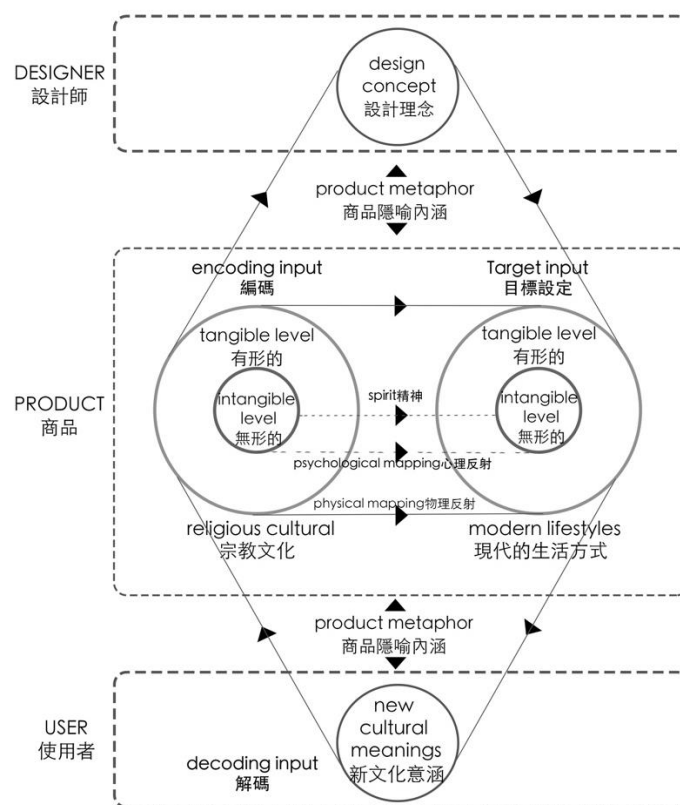 DESIGNER
設計師
design
concept
設計理念
product metaphor
商品隱喻內涵
encoding input
編碼
Target input
目標設定
tangible level
有形的
tangible level
有形的
PRODUCT
商品
intangible
level
無形的
spirit精神
intangible
level
無形的
psychological mapping心理反射
physical mapping物理反射
religious cultural
宗教文化
modern lifestyles
現代的生活方式
product metaphor
商品隱喻內涵
USER
使用者
new
cultural
meanings
新文化意涵
decoding input
解碼